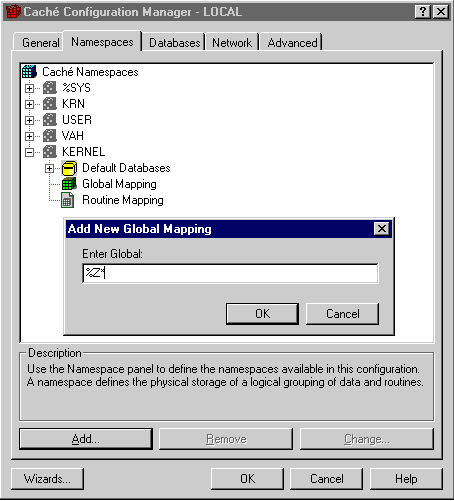 Caché Configuration Manager - LOCAL
General Namespaces Databases Network Advanced
Caché Namespaces
%SYS
KRN
USER
VAH
KERNEL
Default Databases
Global Mapping
Routine Mapping
Add New Global Mapping
Enter Global:
%Z*
OK Cancel
Description
Use the Namespace panel to define the namespaces available in this configuration.
A namespace defines the physical storage of a logical grouping of data and routines.
Add... Remove Change...
Wizards... OK Cancel Help